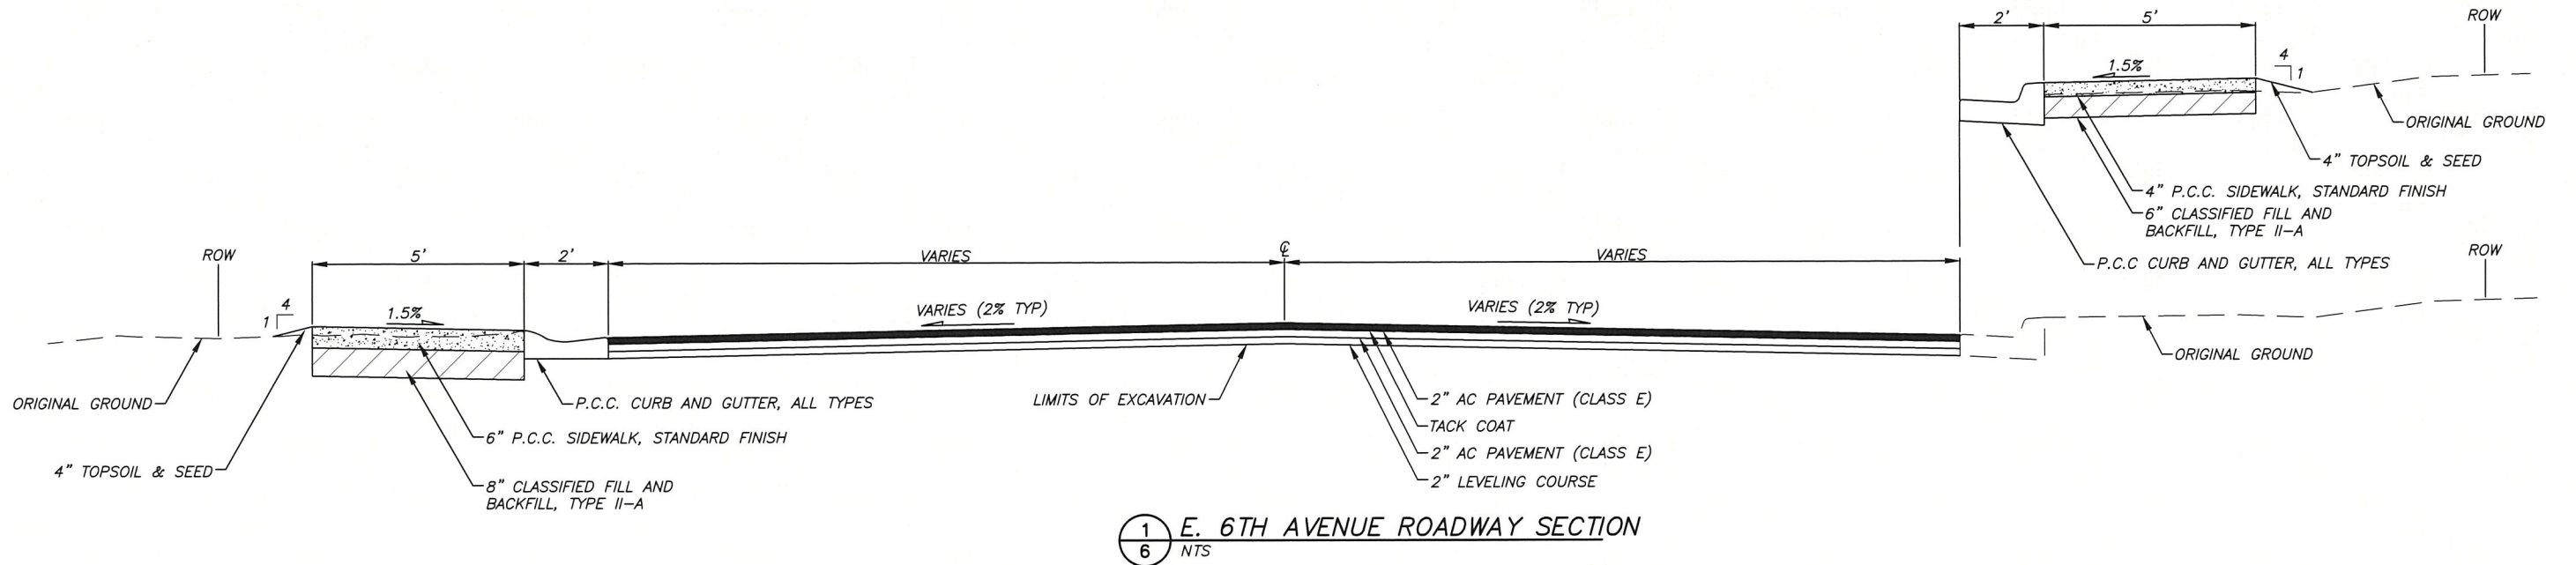 2'
5'
ROW
1.5%
4
1
ORIGINAL GROUND
4" TOPSOIL & SEED
4" P.C.C. SIDEWALK, STANDARD FINISH
6" CLASSIFIED FILL AND
BACKFILL, TYPE II-A
P.C.C CURB AND GUTTER, ALL TYPES
ROW
5'
2'
VARIES
℄
VARIES
ROW
4
1
1.5%
VARIES (2% TYP)
VARIES (2% TYP)
ORIGINAL GROUND
ORIGINAL GROUND
P.C.C. CURB AND GUTTER, ALL TYPES
6" P.C.C. SIDEWALK, STANDARD FINISH
4" TOPSOIL & SEED
8" CLASSIFIED FILL AND
BACKFILL, TYPE II-A
LIMITS OF EXCAVATION
2" AC PAVEMENT (CLASS E)
TACK COAT
2" AC PAVEMENT (CLASS E)
2" LEVELING COURSE
1
6
E. 6TH AVENUE ROADWAY SECTION
NTS